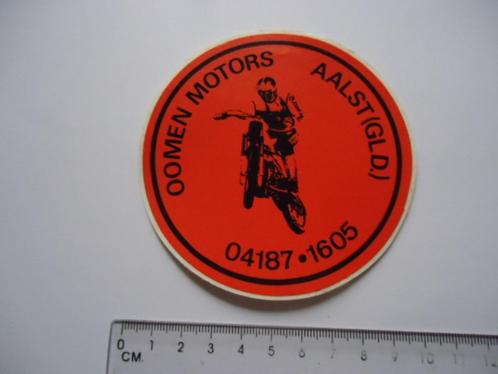 OOMEN MOTORS AALST (GLD.)
04187 • 1605
0 1 2 3 4 5 6 7 8 9 10 11 12
CM.